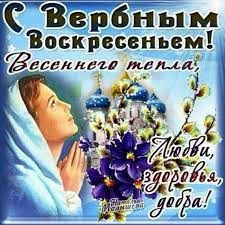 С Вербным
Воскресеньем!
Весеннего тепла,
Любви,
здоровья,
добра!